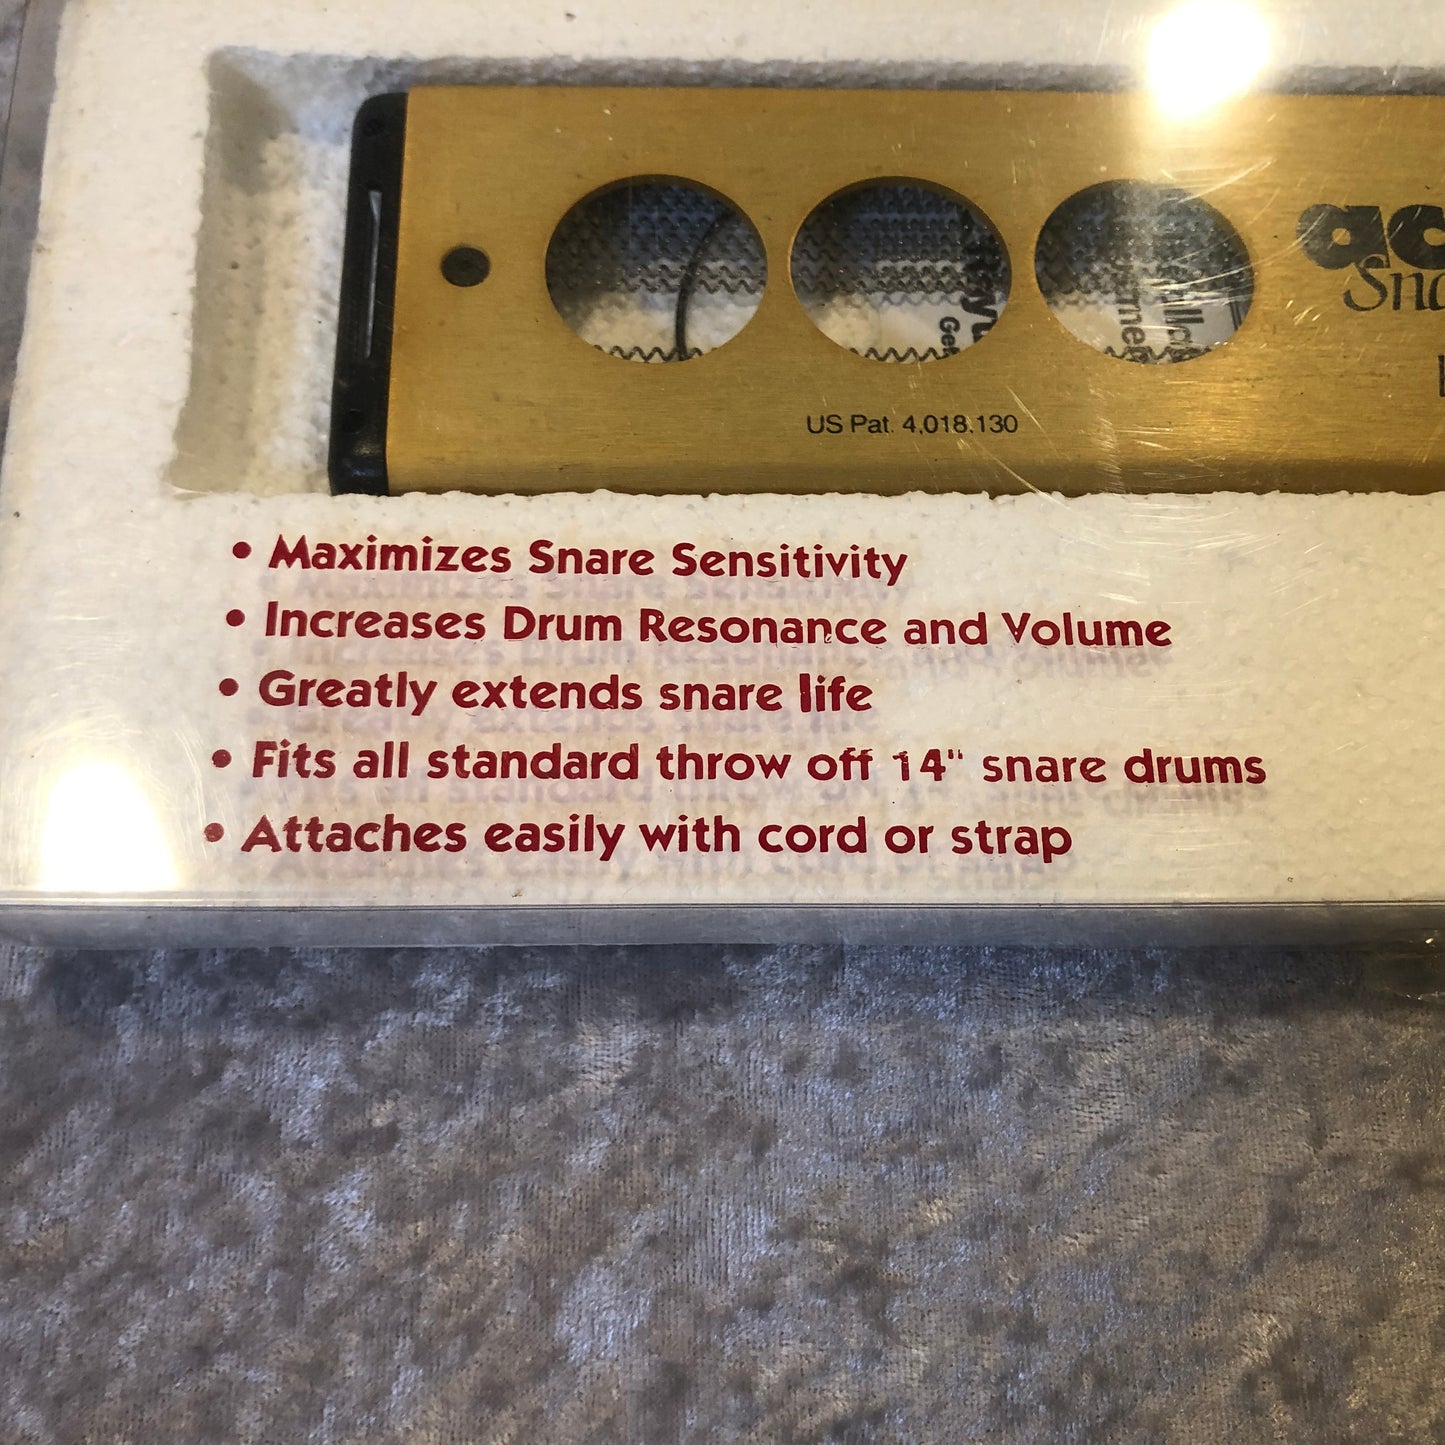 US Pat. 4,018,130
• Maximizes Snare Sensitivity
• Increases Drum Resonance and Volume
• Greatly extends snare life
• Fits all standard throw off 14" snare drums
• Attaches easily with cord or strap